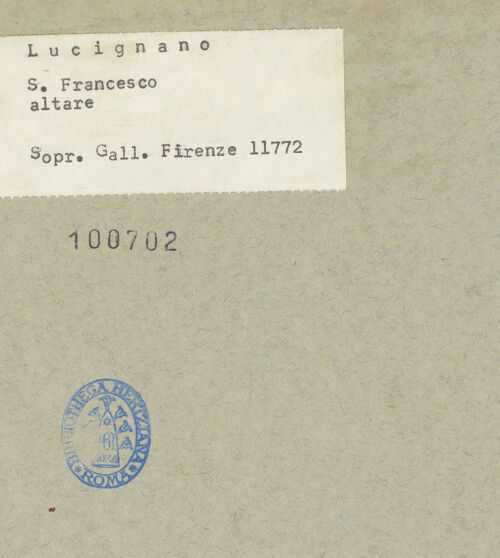 Lucignano
S. Francesco
altare
Sopr. Gall. Firenze 11772
100702
BIBLIOTHECA HERTZIANA
ROMA